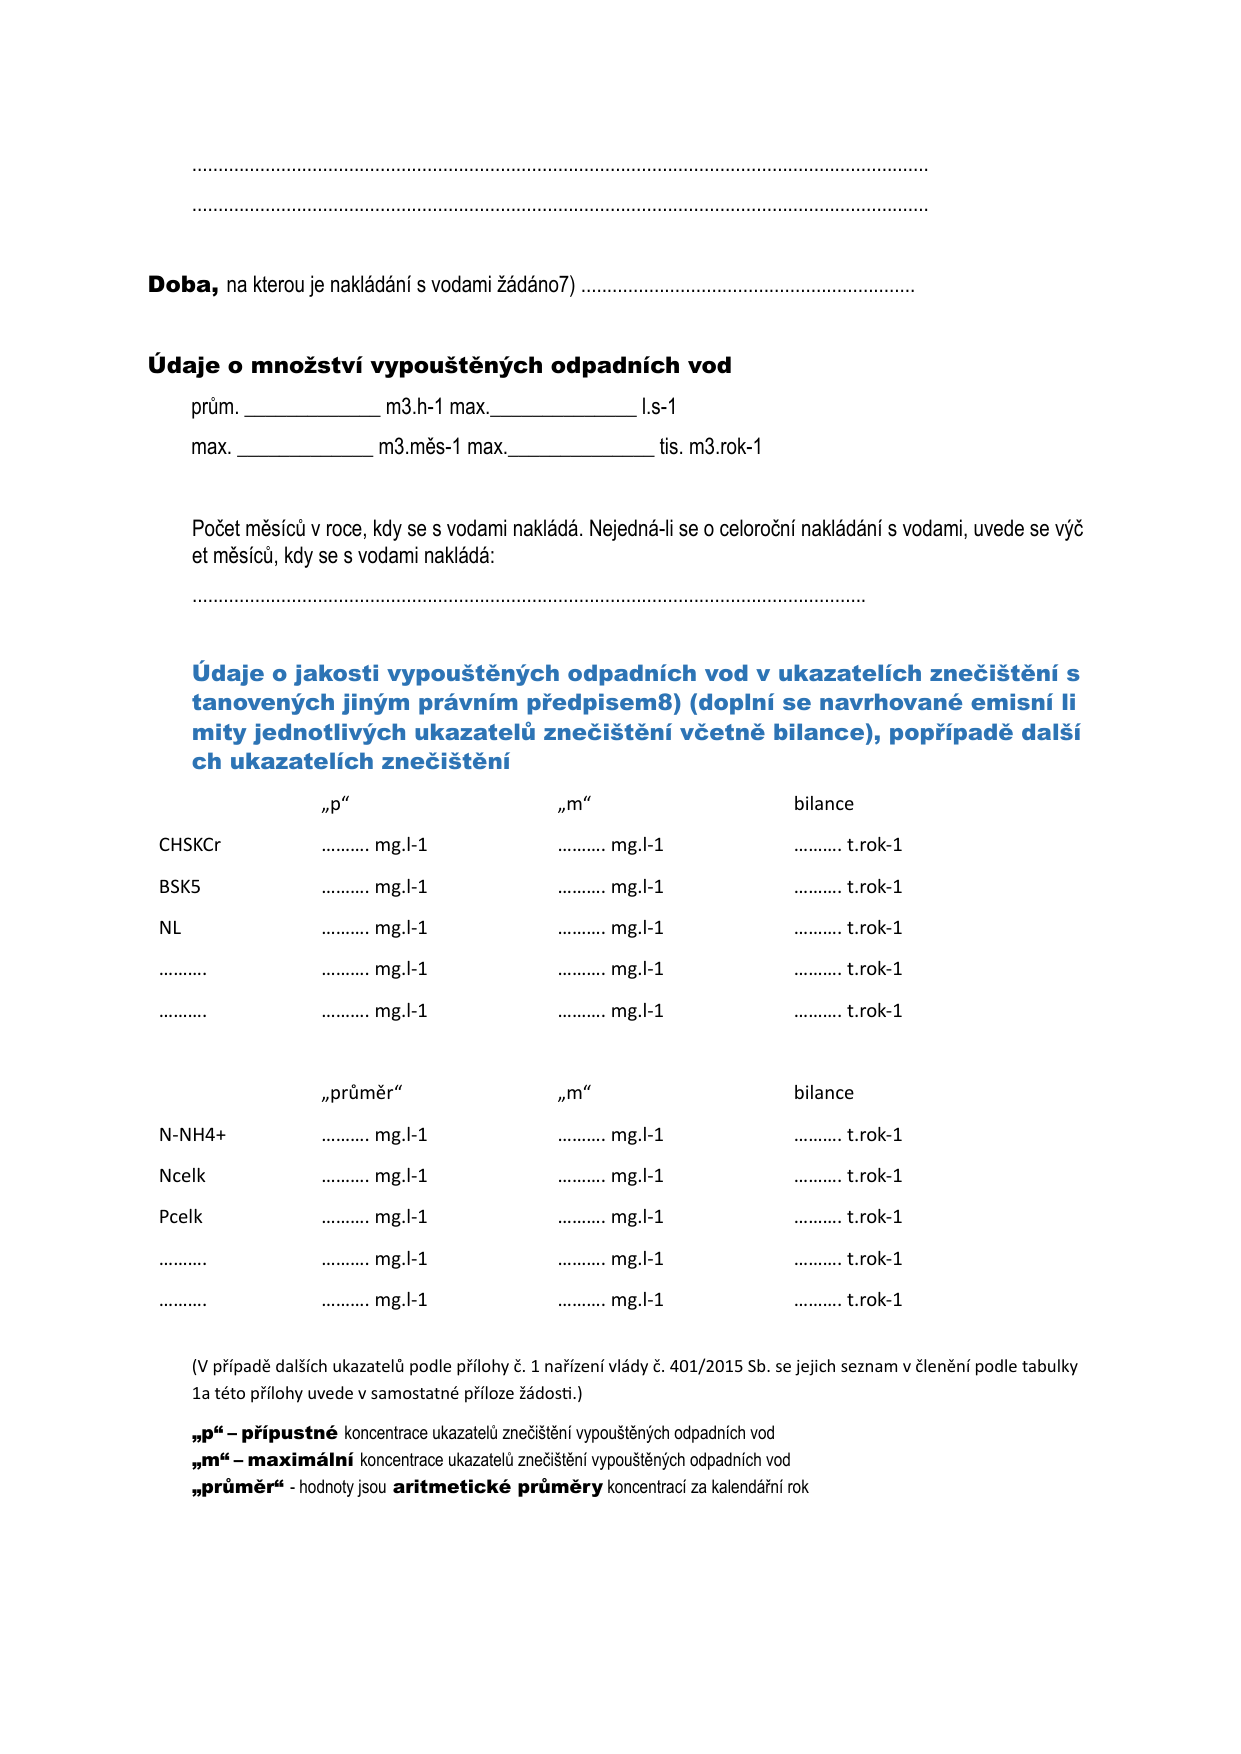 .............................................................................................................................................
.............................................................................................................................................
Doba, na kterou je nakládání s vodami žádáno7) ................................................................
Údaje o množství vypouštěných odpadních vod
prům. _____________ m3.h-1 max.______________ l.s-1
max. _____________ m3.měs-1 max.______________ tis. m3.rok-1
Počet měsíců v roce, kdy se s vodami nakládá. Nejedná-li se o celoroční nakládání s vodami, uvede se výč
et měsíců, kdy se s vodami nakládá:
.................................................................................................................................
Údaje o jakosti vypouštěných odpadních vod v ukazatelích znečištění s
tanovených jiným právním předpisem8) (doplní se navrhované emisní li
mity jednotlivých ukazatelů znečištění včetně bilance), popřípadě další
ch ukazatelích znečištění
„p“ „m“ bilance
CHSKCr ………. mg.l-1 ………. mg.l-1 ………. t.rok-1
BSK5 ………. mg.l-1 ………. mg.l-1 ………. t.rok-1
NL ………. mg.l-1 ………. mg.l-1 ………. t.rok-1
………. ………. mg.l-1 ………. mg.l-1 ………. t.rok-1
………. ………. mg.l-1 ………. mg.l-1 ………. t.rok-1
„průměr“ „m“ bilance
N-NH4+ ………. mg.l-1 ………. mg.l-1 ………. t.rok-1
Ncelk ………. mg.l-1 ………. mg.l-1 ………. t.rok-1
Pcelk ………. mg.l-1 ………. mg.l-1 ………. t.rok-1
………. ………. mg.l-1 ………. mg.l-1 ………. t.rok-1
………. ………. mg.l-1 ………. mg.l-1 ………. t.rok-1
(V případě dalších ukazatelů podle přílohy č. 1 nařízení vlády č. 401/2015 Sb. se jejich seznam v členění podle tabulky
1a této přílohy uvede v samostatné příloze žádosti.)
„p“ – přípustné koncentrace ukazatelů znečištění vypouštěných odpadních vod
„m“ – maximální koncentrace ukazatelů znečištění vypouštěných odpadních vod
„průměr“ - hodnoty jsou aritmetické průměry koncentrací za kalendářní rok